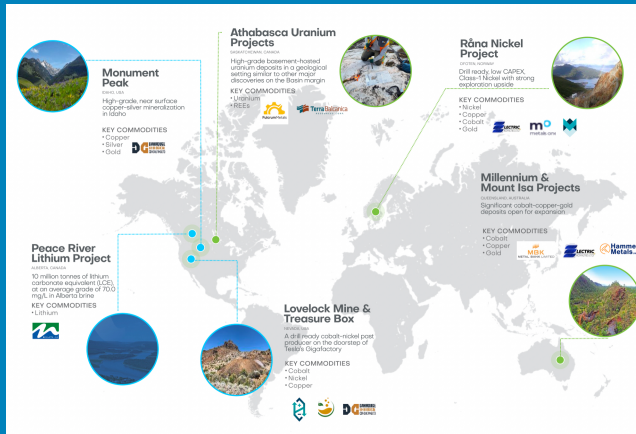 Athabasca Uranium
Projects
SASKATCHEWAN, CANADA
High-grade basement-hosted
uranium deposits in a geological
setting similar to other major
discoveries on the Basin margin
KEY COMMODITIES
• Uranium
• REEs
Terra Balcanica
Monument
Peak
IDAHO, USA
High-grade, near surface
copper-silver mineralization
in Idaho
KEY COMMODITIES
• Copper
• Silver
• Gold
DG
Råna Nickel
Project
Drill ready, low CAPEX,
Class-1 Nickel with strong
exploration upside
KEY COMMODITIES
• Nickel
• Copper
• Cobalt
• Gold
metals one
Millennium &
Mount Isa Projects
QUEENSLAND, AUSTRALIA
Significant cobalt-copper-gold
deposits open for expansion
KEY COMMODITIES
• Cobalt
• Copper
• Gold
MBK
METAL BANK LIMITED
Hammer
Metals
Peace River
Lithium Project
ALBERTA, CANADA
10 million tonnes of lithium
carbonate equivalent (LCE),
at an average grade of 70.0
mg/L in Alberta brine
KEY COMMODITIES
• Lithium
Lovelock Mine &
Treasure Box
NEVADA, USA
A drill ready cobalt-nickel past
producer on the doorstep of
Tesla's Gigafactory
KEY COMMODITIES
• Cobalt
• Nickel
• Copper
DG